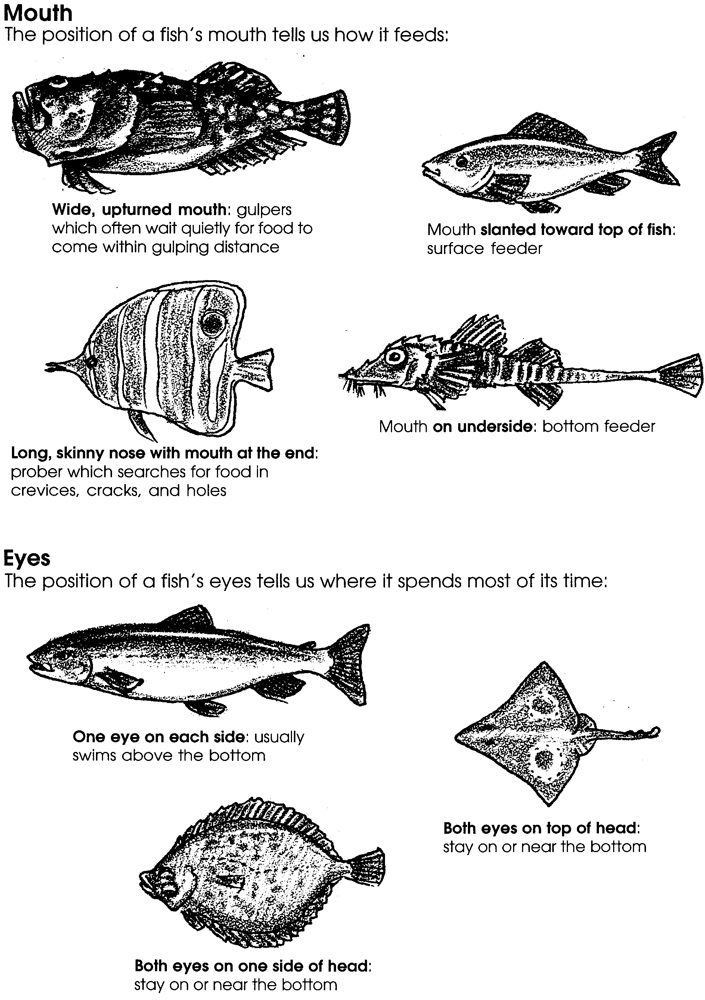 Mouth
The position of a fish's mouth tells us how it feeds:
Wide, upturned mouth: gulpers
which often wait quietly for food to
come within gulping distance
Mouth slanted toward top of fish:
surface feeder
Long, skinny nose with mouth at the end:
prober which searches for food in
crevices, cracks, and holes
Mouth on underside: bottom feeder
Eyes
The position of a fish's eyes tells us where it spends most of its time:
One eye on each side: usually
swims above the bottom
Both eyes on top of head:
stay on or near the bottom
Both eyes on one side of head:
stay on or near the bottom